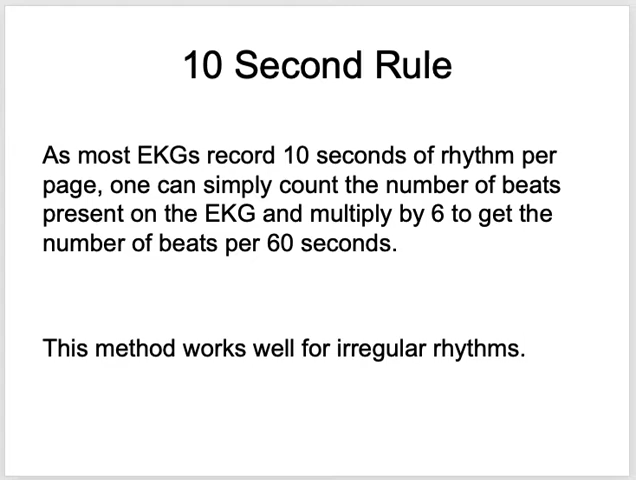 10 Second Rule
As most EKGs record 10 seconds of rhythm per
page, one can simply count the number of beats
present on the EKG and multiply by 6 to get the
number of beats per 60 seconds.
This method works well for irregular rhythms.